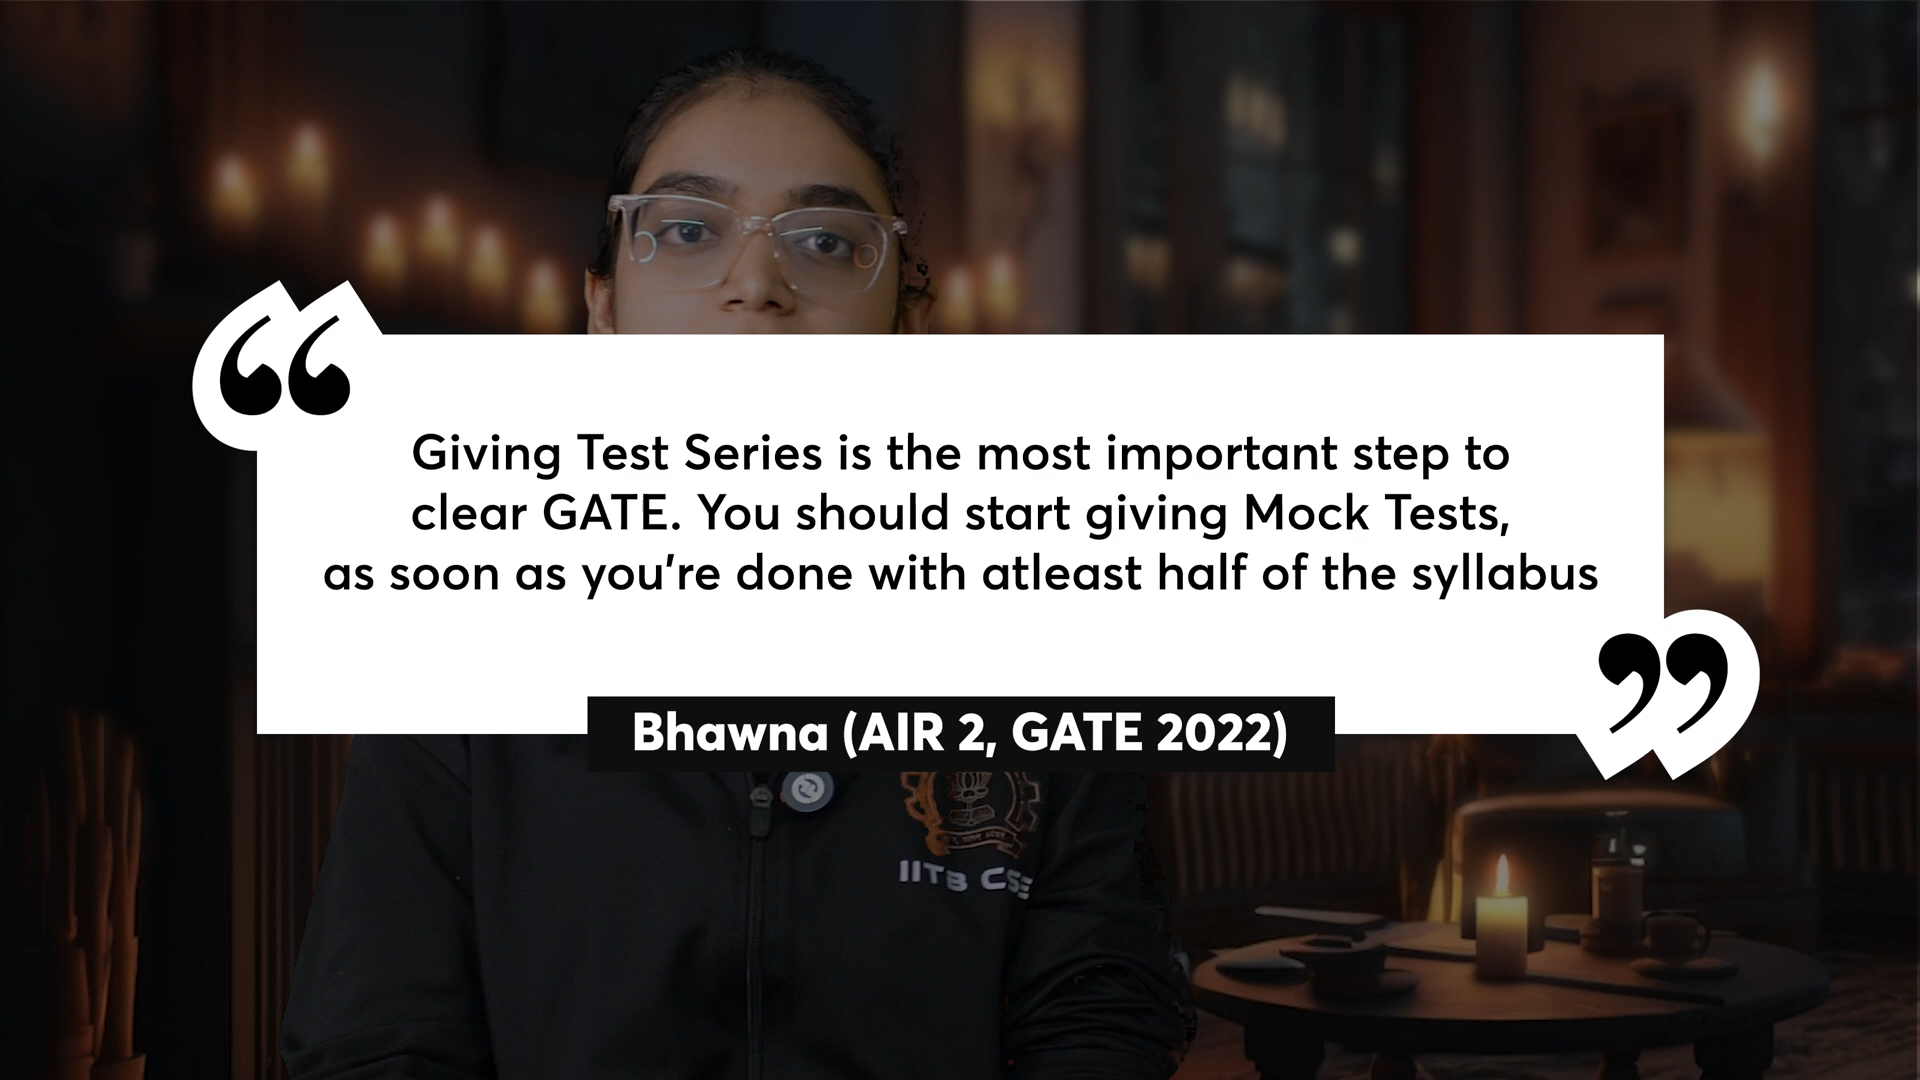 Giving Test Series is the most important step to
clear GATE. You should start giving Mock Tests,
as soon as you're done with atleast half of the syllabus
Bhawna (AIR 2, GATE 2022)
IITB CSE